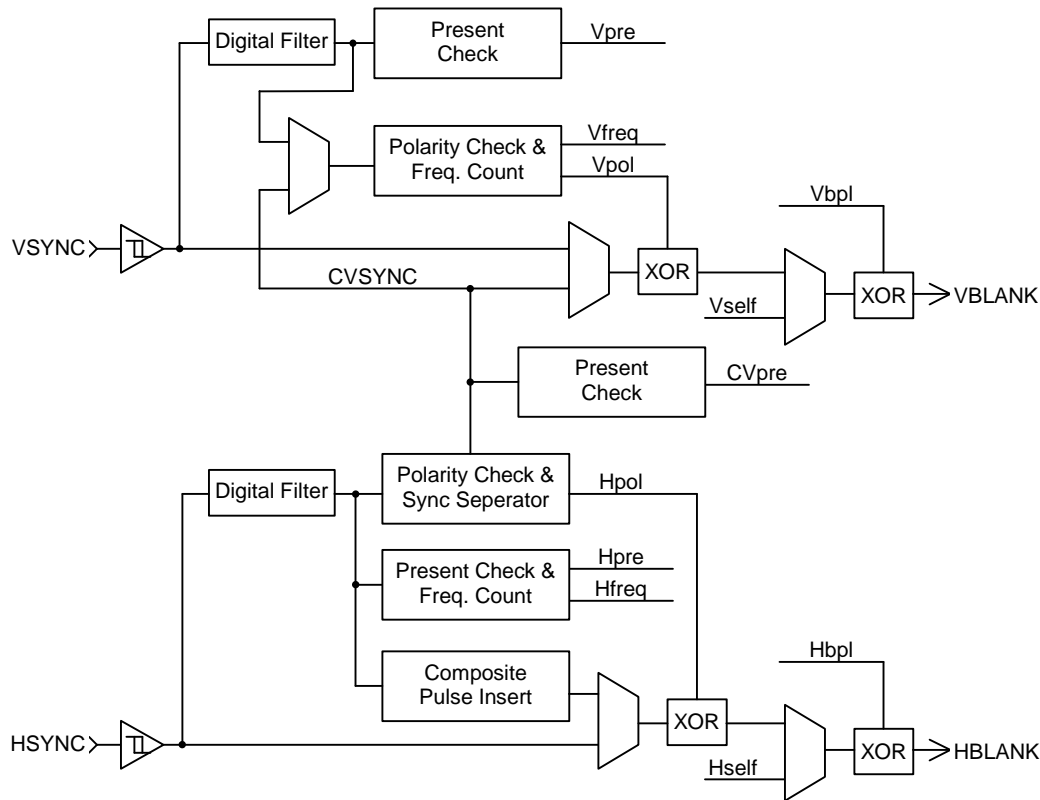 Digital Filter
Present
Check
Vpre
Polarity Check &
Freq. Count
Vfreq
Vpol
Vbpl
VSYNC
CVSYNC
XOR
Vself
XOR
VBLANK
Present
Check
CVpre
Digital Filter
Polarity Check &
Sync Seperator
Hpol
Present Check &
Freq. Count
Hpre
Hfreq
Composite
Pulse Insert
Hbpl
HSYNC
XOR
Hself
XOR
HBLANK